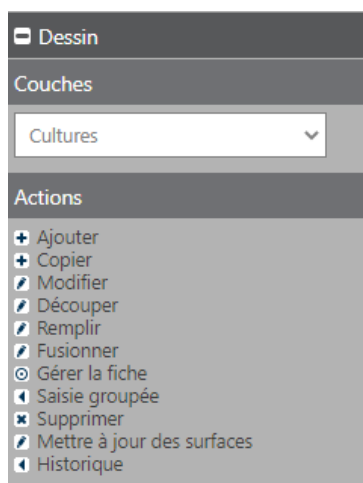 Dessin
Couches
Cultures
Actions
Ajouter
Copier
Modifier
Découper
Remplir
Fusionner
Gérer la fiche
Saisie groupée
Supprimer
Mettre à jour des surfaces
Historique